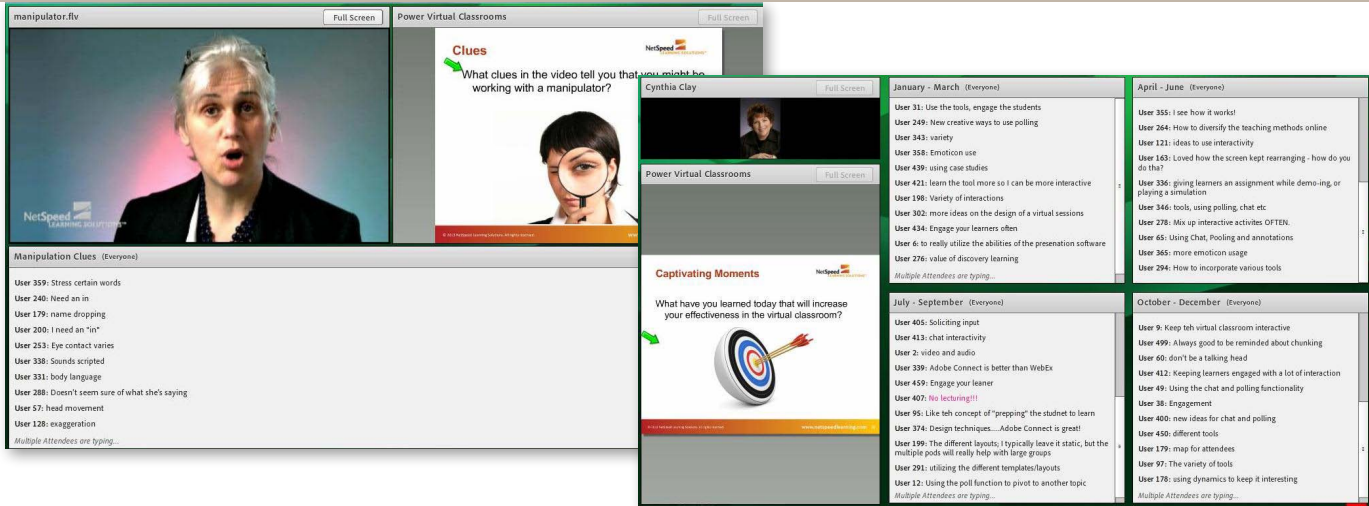 manipulator.flv
Full Screen
Power Virtual Classrooms
Full Screen
NetSpeed
LEARNING SOLUTIONS
Clues
NetSpeed
What clues in the video tell you that you might be
working with a manipulator?
Manipulation Clues (Everyone)
User 359: Stress certain words
User 240: Need an in
User 179: name dropping
User 200: I need an "in"
User 253: Eye contact varies
User 338: Sounds scripted
User 331: body language
User 288: Doesn't seem sure of what she's saying
User 57: head movement
User 128: exaggeration
Multiple Attendees are typing...
Cynthia Clay
Full Screen
Power Virtual Classrooms
Full Screen
Captivating Moments
NetSpeed
What have you learned today that will increase
your effectiveness in the virtual classroom?
www.netspeedlearning.com
January - March (Everyone)
User 31: Use the tools, engage the students
User 249: New creative ways to use polling
User 343: variety
User 358: Emoticon use
User 439: using case studies
User 421: learn the tool more so I can be more interactive
User 198: Variety of interactions
User 302: more ideas on the design of a virtual sessions
User 434: Engage your learners often
User 6: to really utilize the abilities of the presenation software
User 276: value of discovery learning
Multiple Attendees are typing...
April - June (Everyone)
User 355: I see how it works!
User 264: How to diversify the teaching methods online
User 121: ideas to use interactivity
User 163: Loved how the screen kept rearranging - how do you
do tha?
User 336: giving learners an assignment while demo-ing, or
playing a simulation
User 346: tools, using polling, chat etc
User 278: Mix up interactive activites OFTEN.
User 65: Using Chat, Pooling and annotations
User 365: more emoticon usage
User 294: How to incorporate various tools
July - September (Everyone)
User 405: Soliciting input
User 413: chat interactivity
User 2: video and audio
User 339: Adobe Connect is better than WebEx
User 459: Engage your leaner
User 407: No lecturing!!!
User 95: Like teh concept of "prepping" the studnet to learn
User 374: Design techniques.....Adobe Connect is great!
User 199: The different layouts; I typically leave it static, but the
multiple pods will really help with large groups
User 291: utilizing the different templates/layouts
User 12: Using the poll function to pivot to another topic
Multiple Attendees are typing...
October - December (Everyone)
User 9: Keep teh virtual classroom interactive
User 499: Always good to be reminded about chunking
User 60: don't be a talking head
User 412: Keeping learners engaged with a lot of interaction
User 49: Using the chat and polling functionality
User 38: Engagement
User 400: new ideas for chat and polling
User 450: different tools
User 179: map for attendees
User 97: The variety of tools
User 178: using dynamics to keep it interesting
Multiple Attendees are typing...